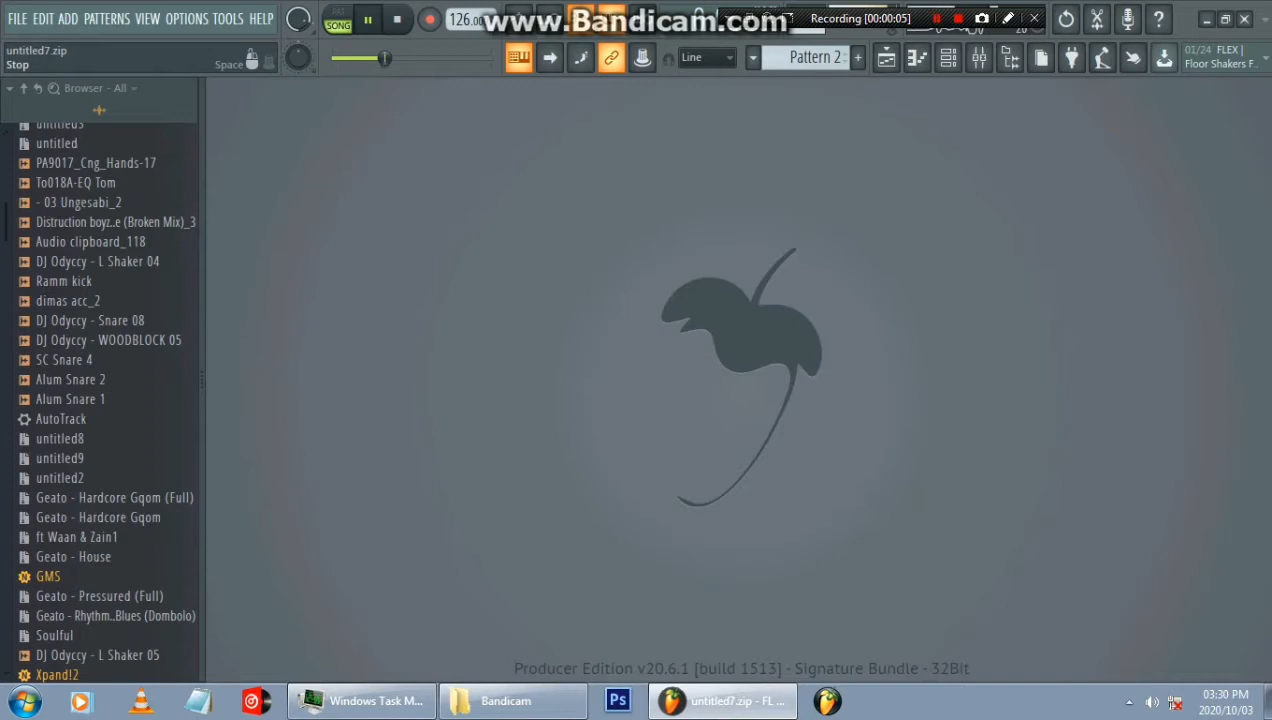 FILE EDIT ADD PATTERNS VIEW OPTIONS TOOLS HELP
PAT
SONG
126.00
www.Bandicam.com
Recording [00:00:05]
untitled7.zip
Stop
Space
Line
Pattern 2
01/24 FLEX |
Floor Shakers F..
Browser - All
untitled3
untitled
PA9017_Cng_Hands-17
To018A-EQ Tom
- 03 Ungesabi_2
Distruction boyz..e (Broken Mix)_3
Audio clipboard_118
DJ Odyccy - L Shaker 04
Ramm kick
dimas acc_2
DJ Odyccy - Snare 08
DJ Odyccy - WOODBLOCK 05
SC Snare 4
Alum Snare 2
Alum Snare 1
AutoTrack
untitled8
untitled9
untitled2
Geato - Hardcore Gqom (Full)
Geato - Hardcore Gqom
ft Waan & Zain1
Geato - House
GMS
Geato - Pressured (Full)
Geato - Rhythm..Blues (Dombolo)
Soulful
DJ Odyccy - L Shaker 05
Xpand!2
Producer Edition v20.6.1 [build 1513] - Signature Bundle - 32Bit
Windows Task M...
Bandicam
Ps
untitled7.zip - FL ...
03:30 PM
2020/10/03